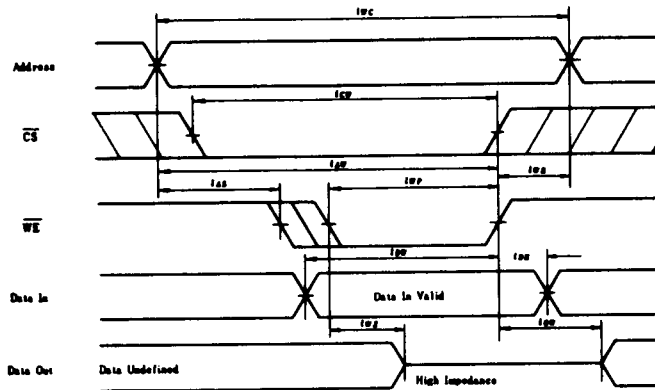 tWC
Address
tCW
CS
tAW
tWR
tAS
tWP
WE
tDW
tDH
Data In
Data In Valid
tWZ
tOW
Data Out
Data Undefined
High Impedance